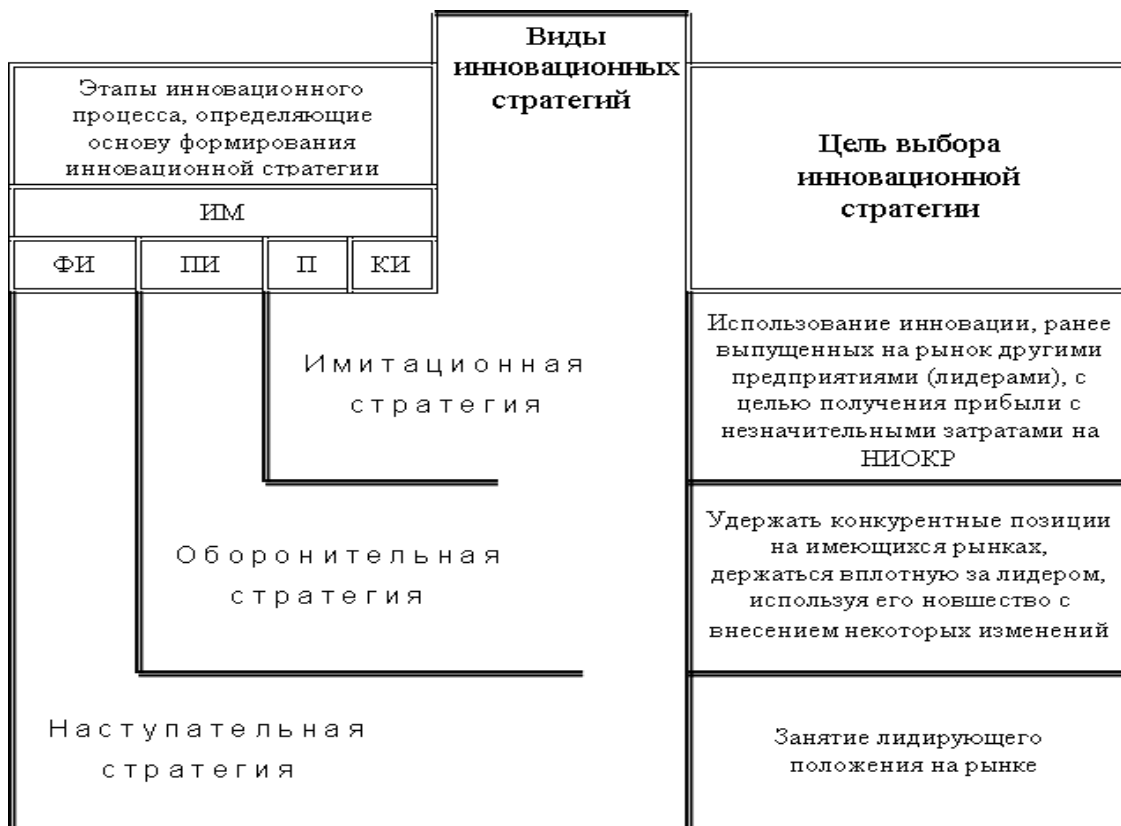 Виды
инновационных
стратегий
Этапы инновационного
процесса, определяющие
основу формирования
инновационной стратегии
ИМ
ФИ ПИ П КИ
Цель выбора
инновационной
стратегии
Имитационная
стратегия
Использование инновации, ранее
выпущенных на рынок другими
предприятиями (лидерами), с
целью получения прибыли с
незначительными затратами на
НИОКР
Оборонительная
стратегия
Удержать конкурентные позиции
на имеющихся рынках,
держаться вплотную за лидером,
используя его новшество с
внесением некоторых изменений
Наступательная
стратегия
Занятие лидирующего
положения на рынке